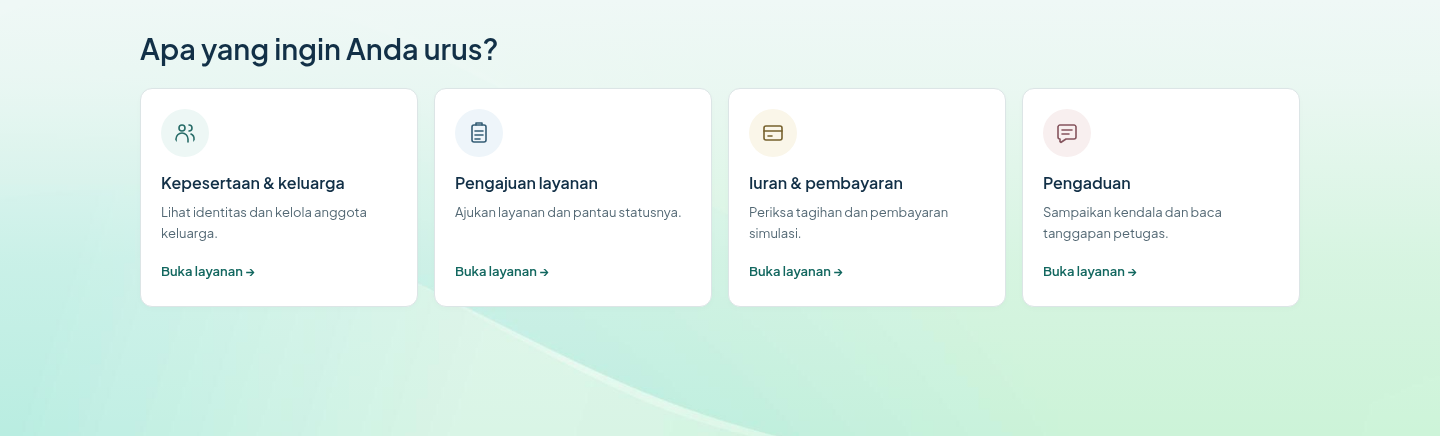 Apa yang ingin Anda urus?
Kepesertaan & keluarga
Lihat identitas dan kelola anggota
keluarga.
Buka layanan →
Pengajuan layanan
Ajukan layanan dan pantau statusnya.
Buka layanan →
Iuran & pembayaran
Periksa tagihan dan pembayaran
simulasi.
Buka layanan →
Pengaduan
Sampaikan kendala dan baca
tanggapan petugas.
Buka layanan →